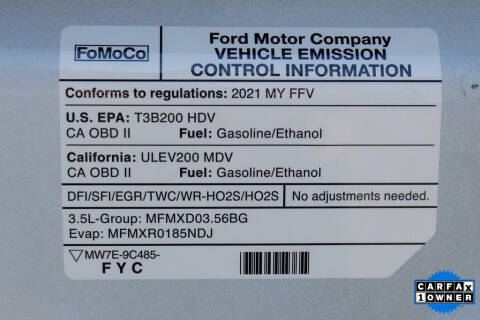 FoMoCo
Ford Motor Company
VEHICLE EMISSION
CONTROL INFORMATION
Conforms to regulations: 2021 MY FFV
U.S. EPA: T3B200 HDV
CA OBD II Fuel: Gasoline/Ethanol
California: ULEV200 MDV
CA OBD II Fuel: Gasoline/Ethanol
DFI/SFI/EGR/TWC/WR-HO2S/HO2S No adjustments needed.
3.5L-Group: MFMXD03.56BG
Evap: MFMXR0185NDJ
MW7E-9C485-
F Y C
CARFAX
1 OWNER